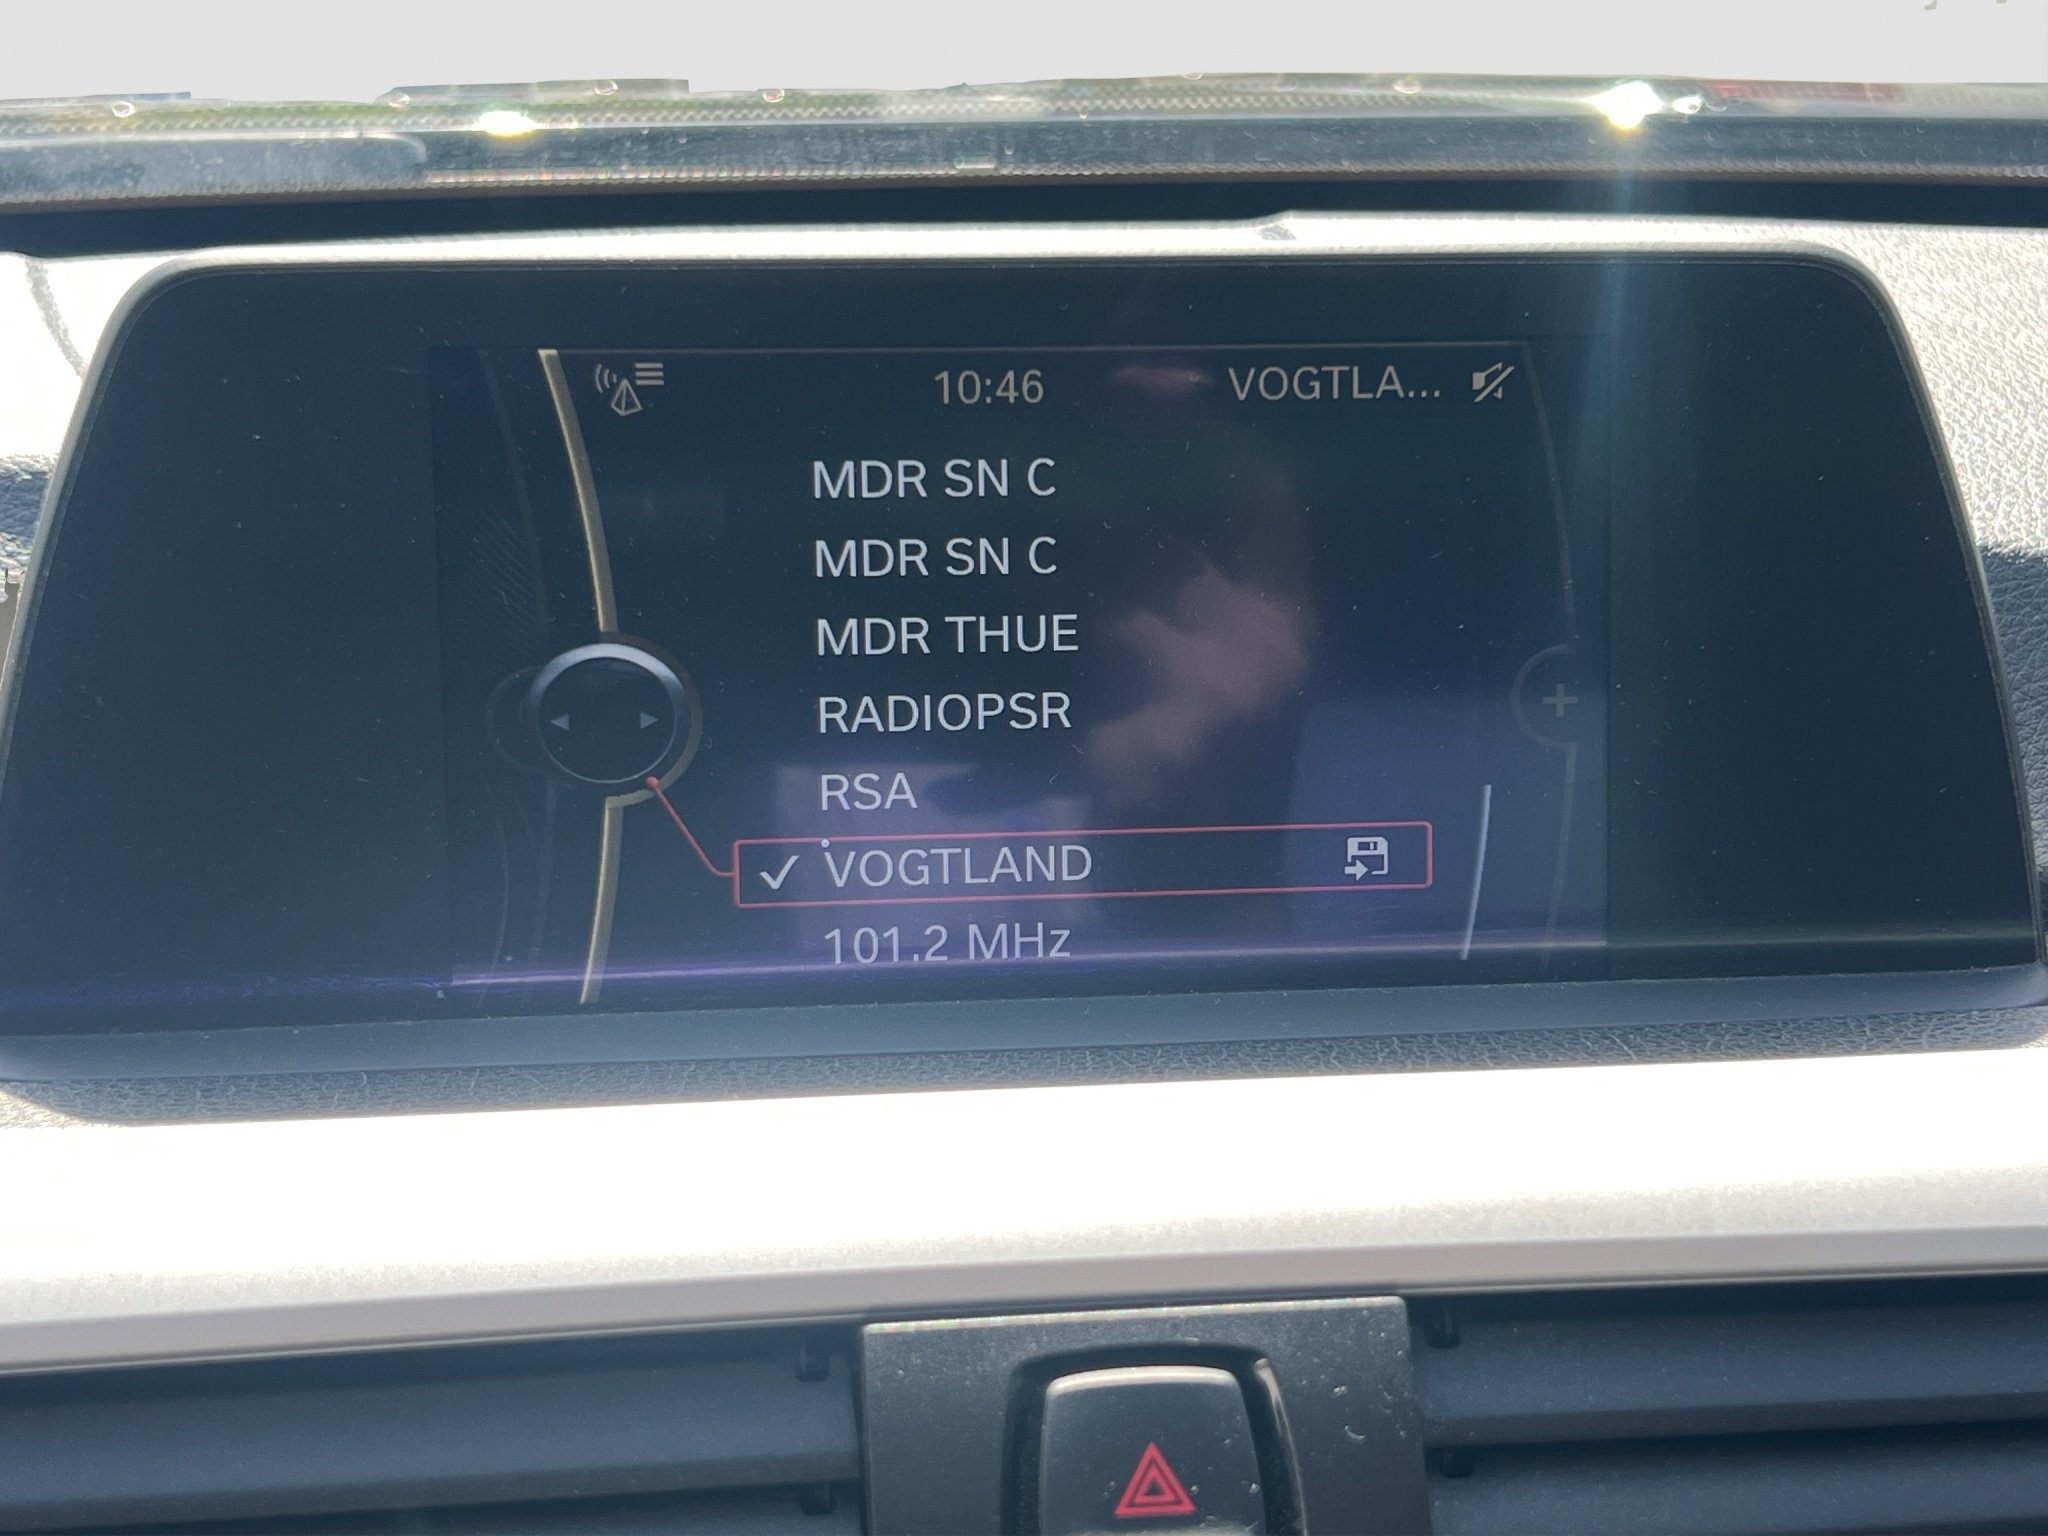 10:46 VOGTLA...
MDR SN C
MDR SN C
MDR THUE
RADIOPSR
RSA
VOGTLAND
101.2 MHz